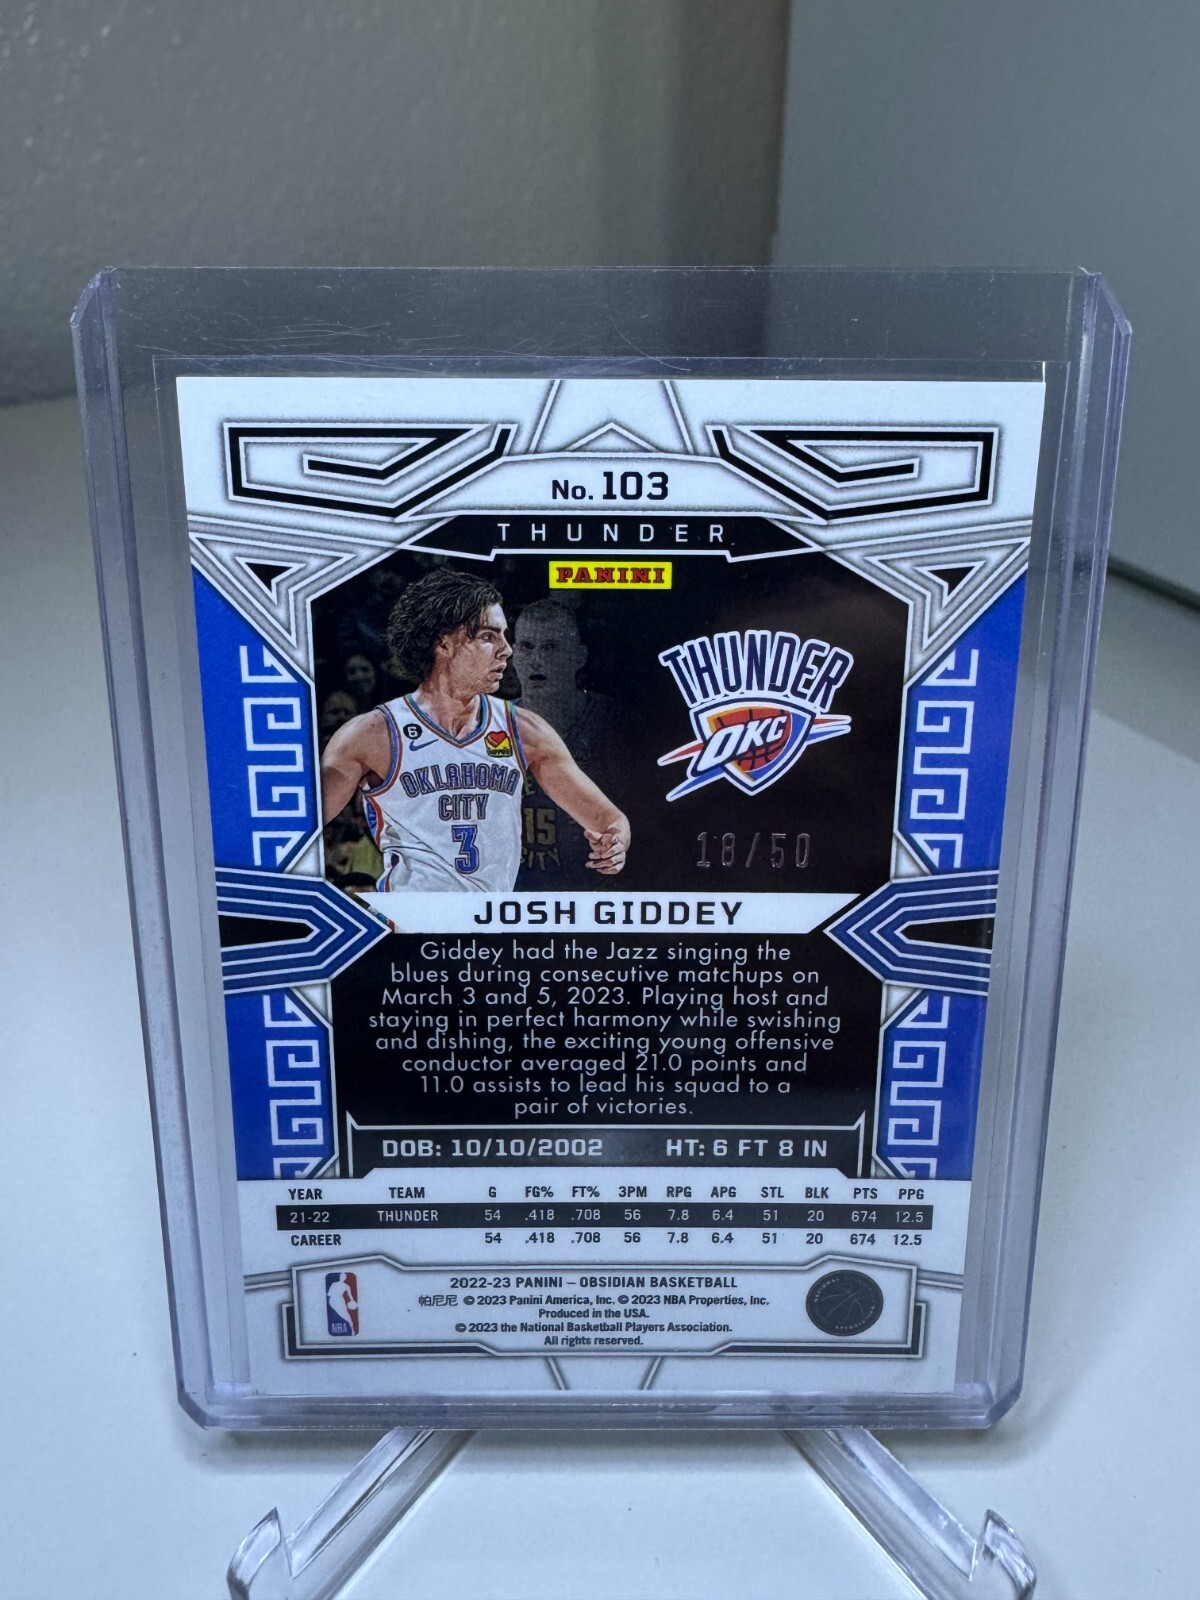 No. 103
THUNDER
PANINI
THUNDER
OKC
6
OKLAHOMA
CITY
3
15
CITY
18/50
JOSH GIDDEY
Giddey had the Jazz singing the
blues during consecutive matchups on
March 3 and 5, 2023. Playing host and
staying in perfect harmony while swishing
and dishing, the exciting young offensive
conductor averaged 21.0 points and
11.0 assists to lead his squad to a
pair of victories.
DOB: 10/10/2002 HT: 6 FT 8 IN
YEAR TEAM G FG% FT% 3PM RPG APG STL BLK PTS PPG
21-22 THUNDER 54 .418 .708 56 7.8 6.4 51 20 674 12.5
CAREER 54 .418 .708 56 7.8 6.4 51 20 674 12.5
2022-23 PANINI – OBSIDIAN BASKETBALL
帕尼尼 © 2023 Panini America, Inc. © 2023 NBA Properties, Inc.
Produced in the USA.
© 2023 the National Basketball Players Association.
All rights reserved.
NBA